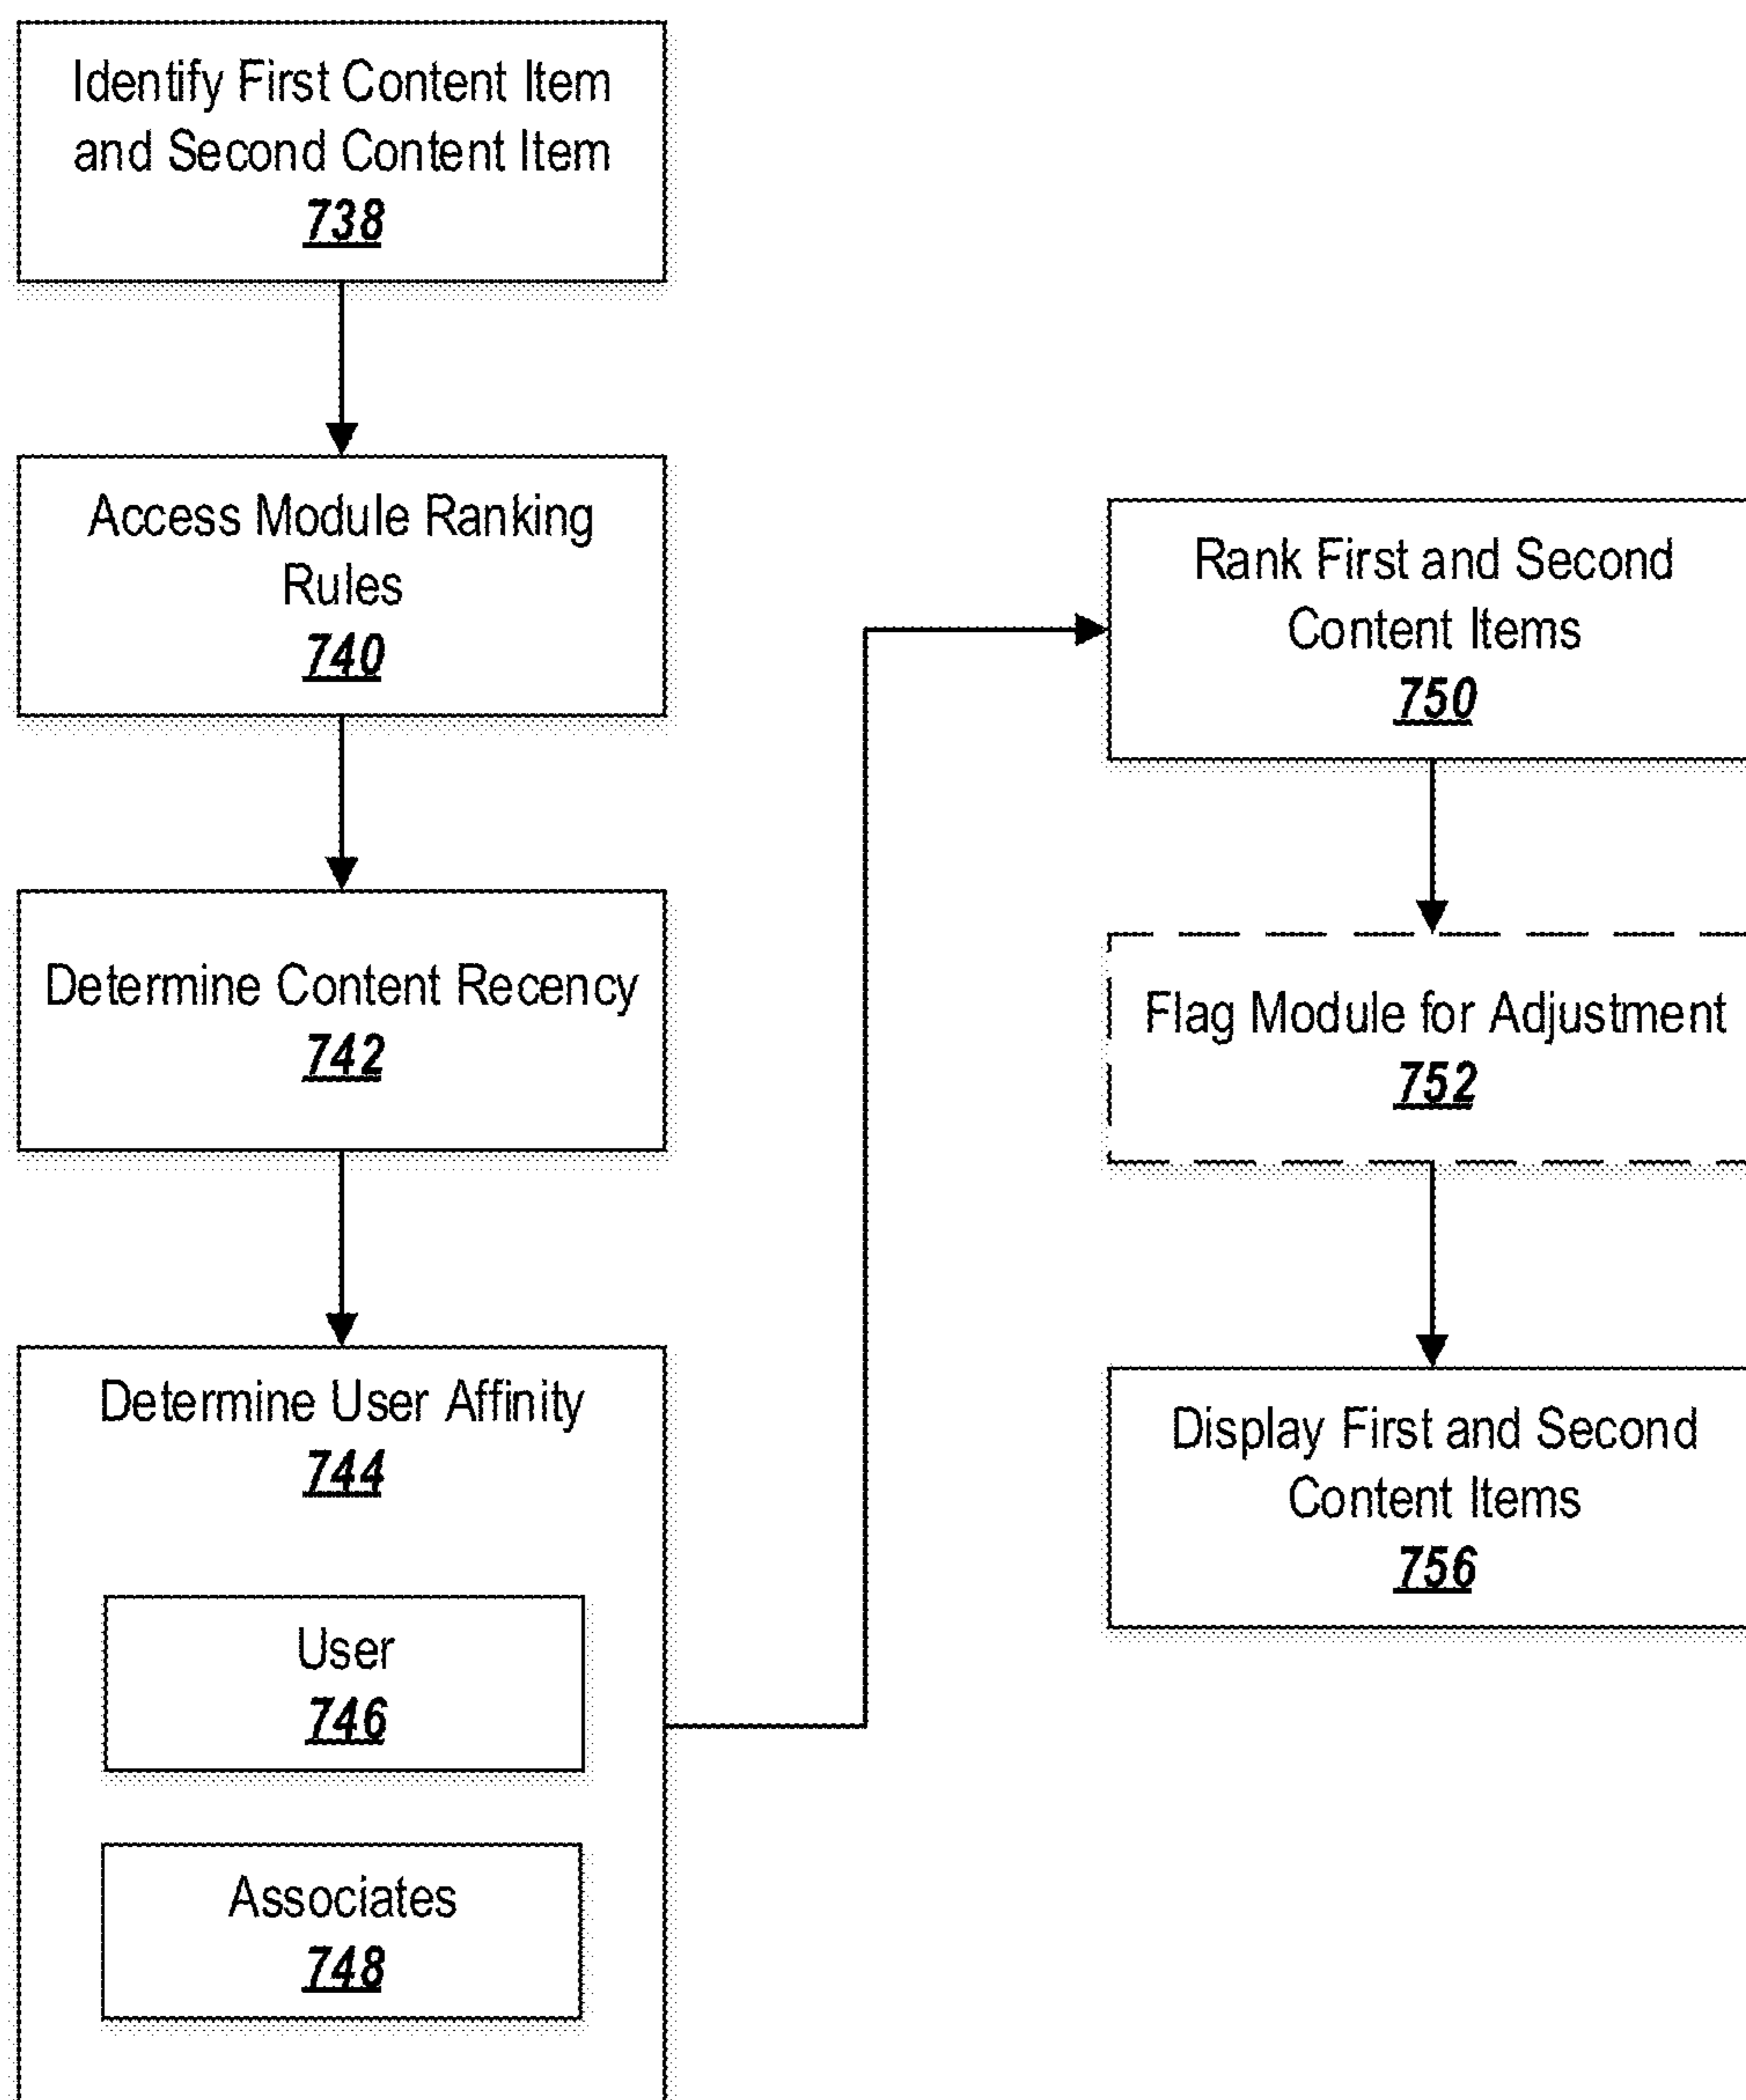 Identify First Content Item
and Second Content Item
738
Access Module Ranking
Rules
740
Determine Content Recency
742
Determine User Affinity
744
User
746
Associates
748
Rank First and Second
Content Items
750
Flag Module for Adjustment
752
Display First and Second
Content Items
756